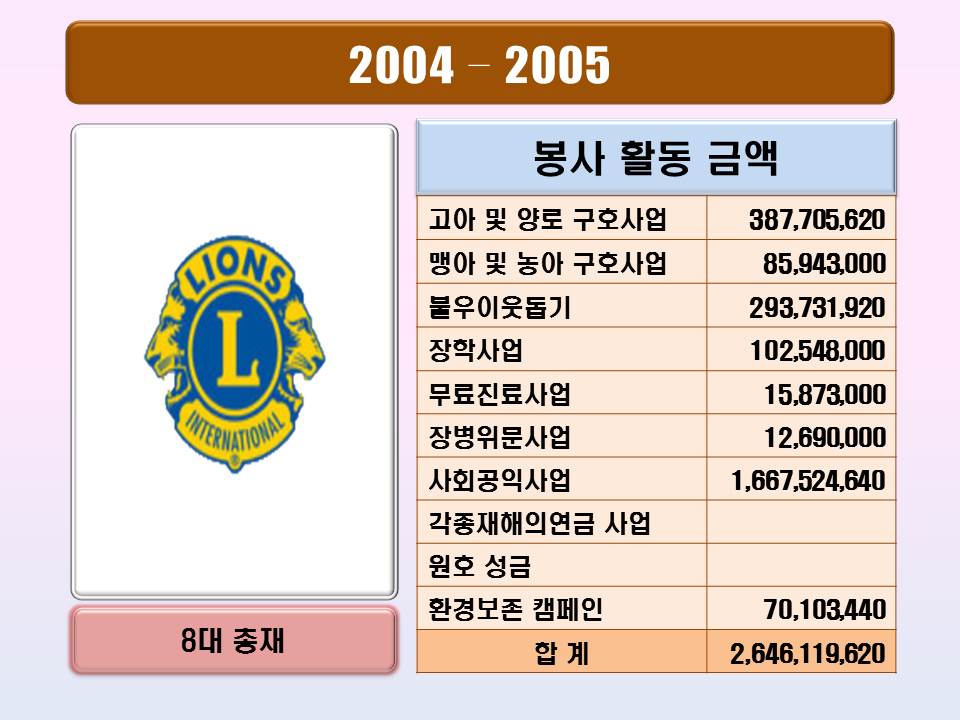 2004 – 2005
LIONS
L
INTERNATIONAL
8대 총재
봉사 활동 금액
고아 및 양로 구호사업 387,705,620
맹아 및 농아 구호사업 85,943,000
불우이웃돕기 293,731,920
장학사업 102,548,000
무료진료사업 15,873,000
장병위문사업 12,690,000
사회공익사업 1,667,524,640
각종재해의연금 사업
원호 성금
환경보존 캠페인 70,103,440
합 계 2,646,119,620